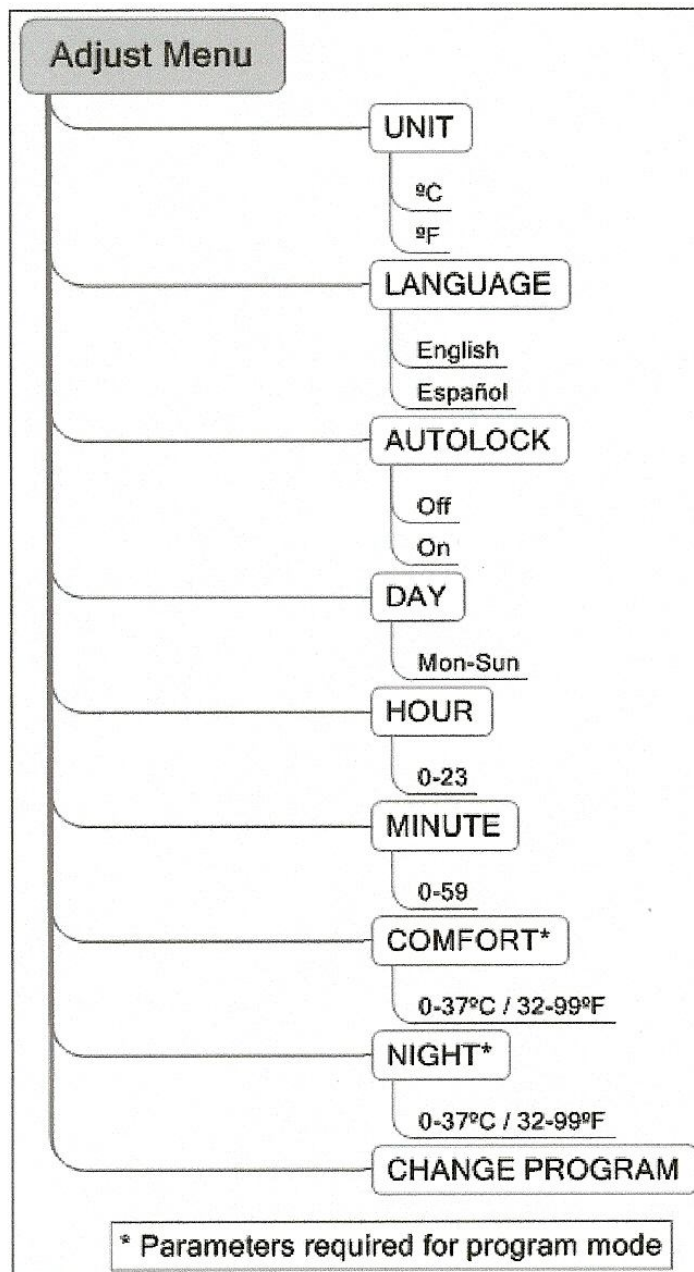 Adjust Menu
UNIT
ºC
ºF
LANGUAGE
English
Español
AUTOLOCK
Off
On
DAY
Mon-Sun
HOUR
0-23
MINUTE
0-59
COMFORT*
0-37ºC / 32-99ºF
NIGHT*
0-37ºC / 32-99ºF
CHANGE PROGRAM
* Parameters required for program mode